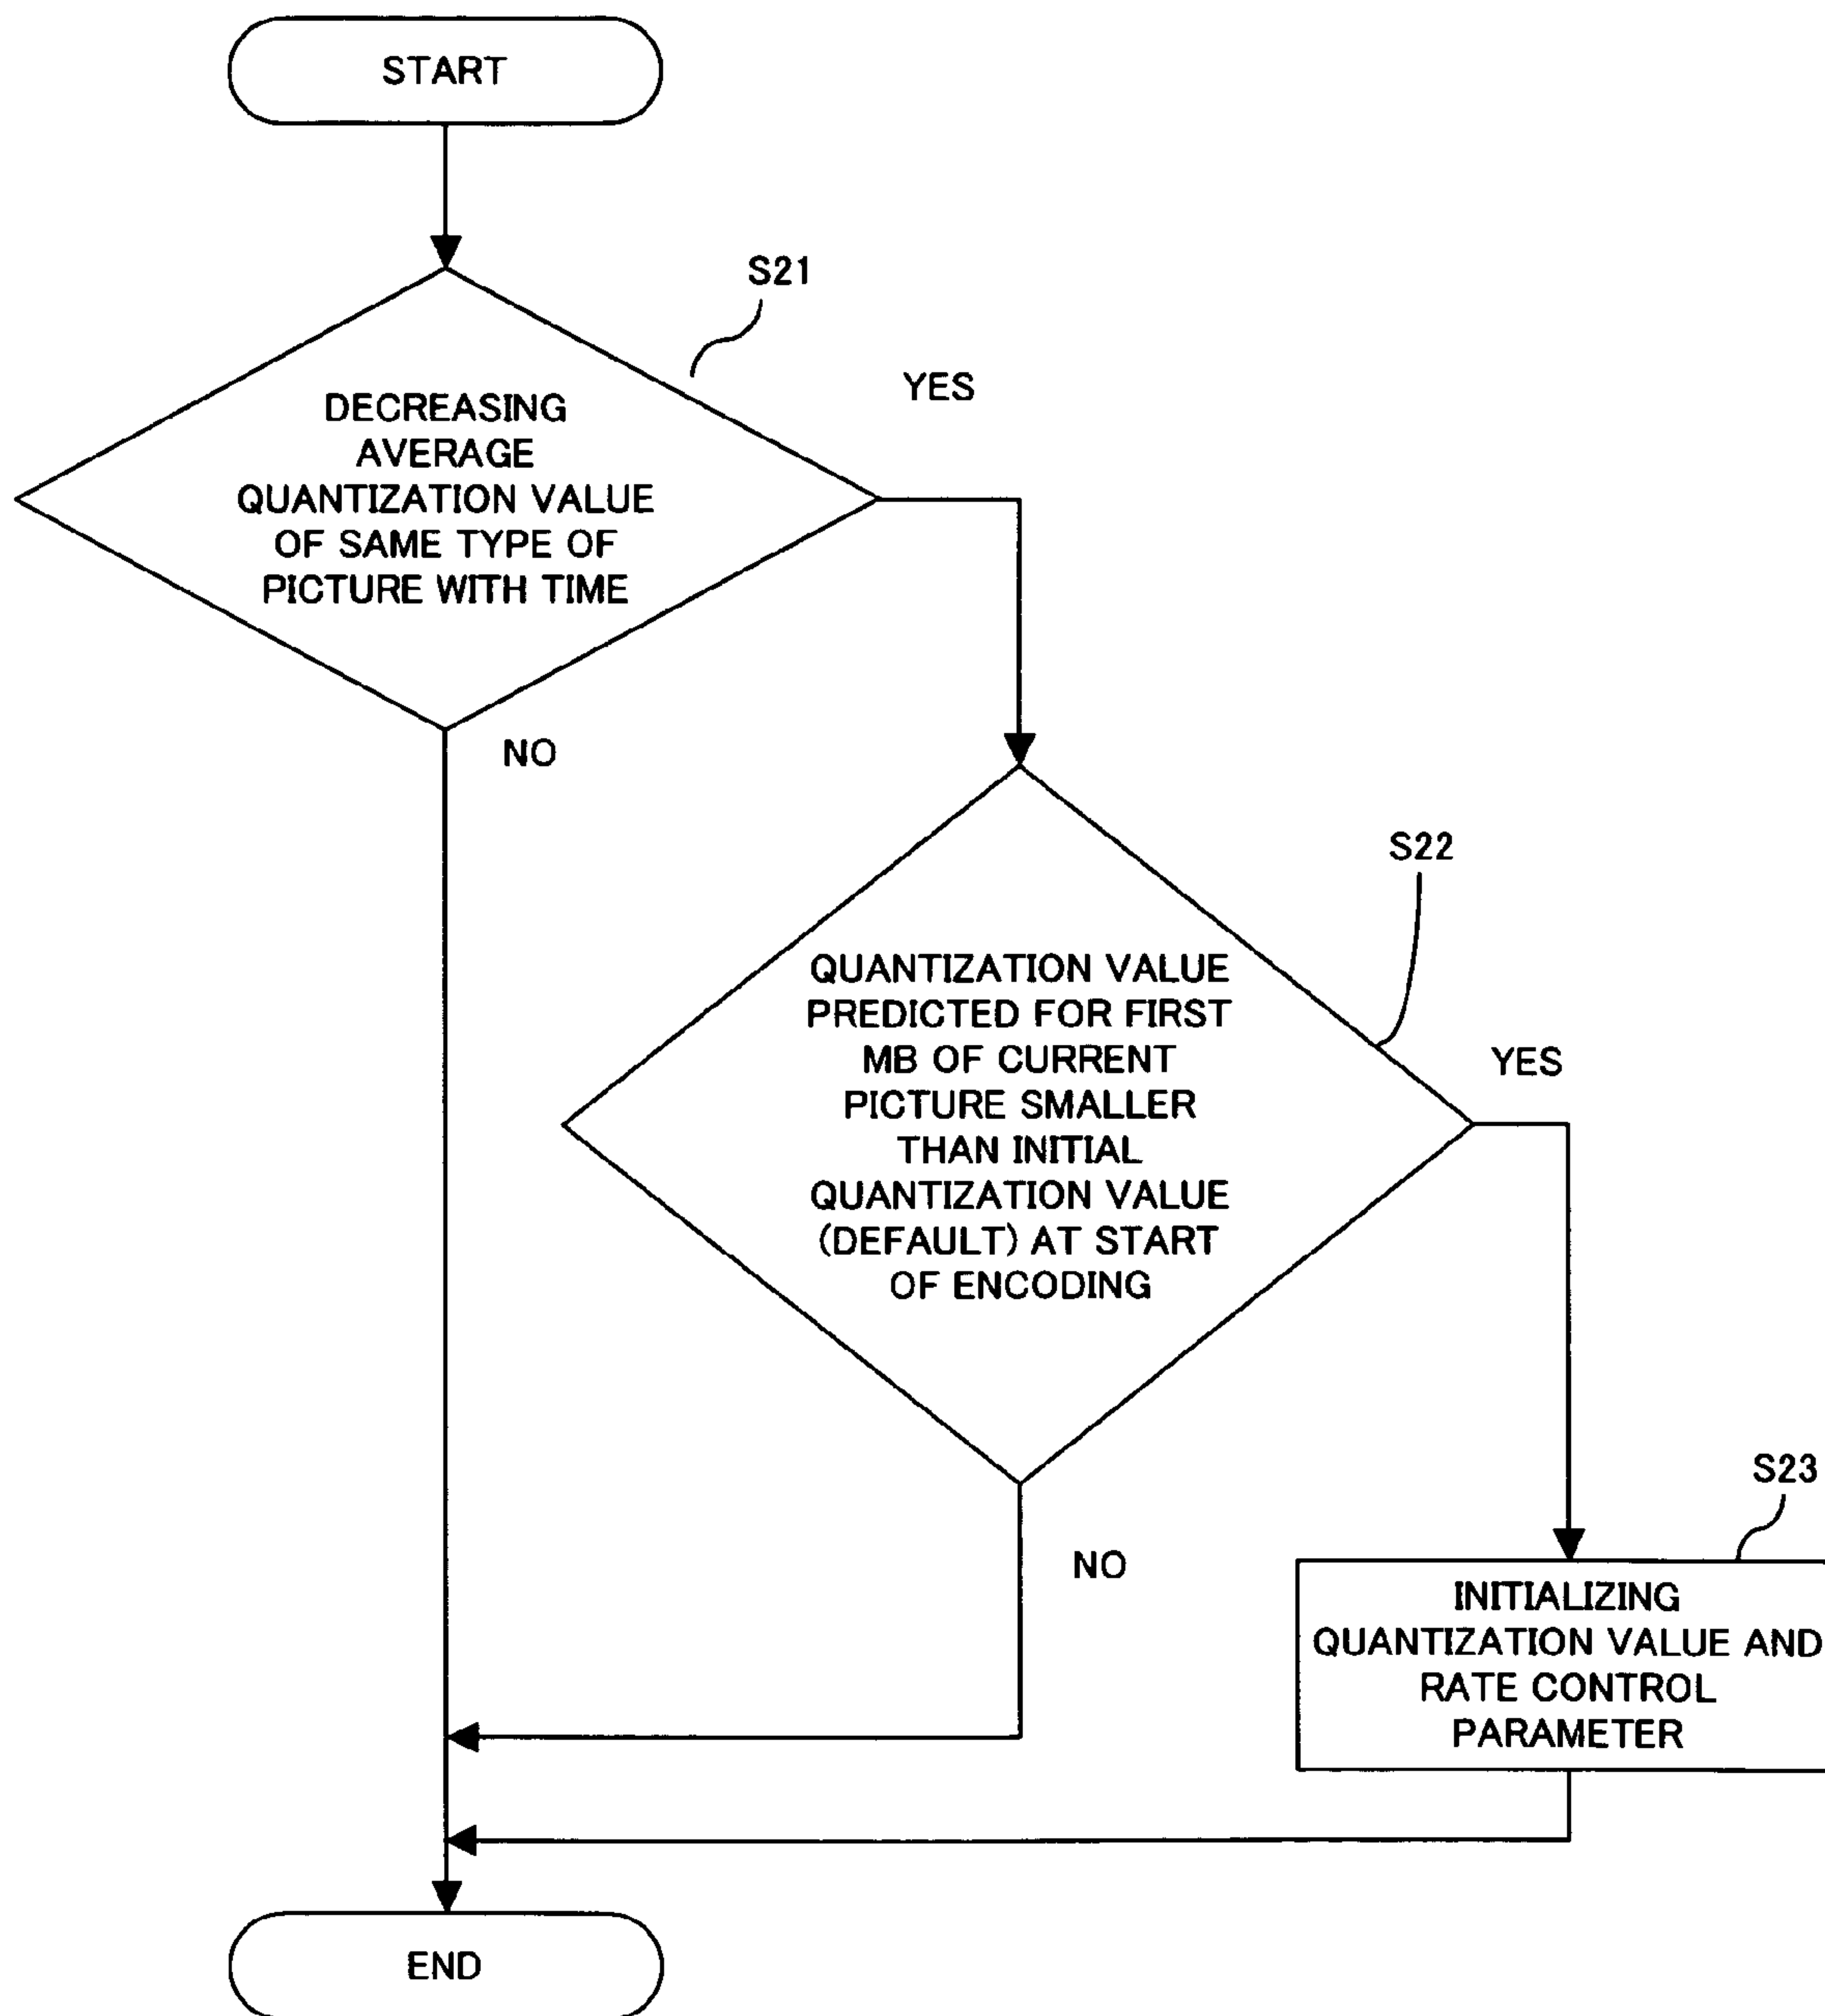 START
S21
YES
DECREASING
AVERAGE
QUANTIZATION VALUE
OF SAME TYPE OF
PICTURE WITH TIME
NO
S22
QUANTIZATION VALUE
PREDICTED FOR FIRST
MB OF CURRENT
PICTURE SMALLER
THAN INITIAL
QUANTIZATION VALUE
(DEFAULT) AT START
OF ENCODING
YES
NO
S23
INITIALIZING
QUANTIZATION VALUE AND
RATE CONTROL
PARAMETER
END